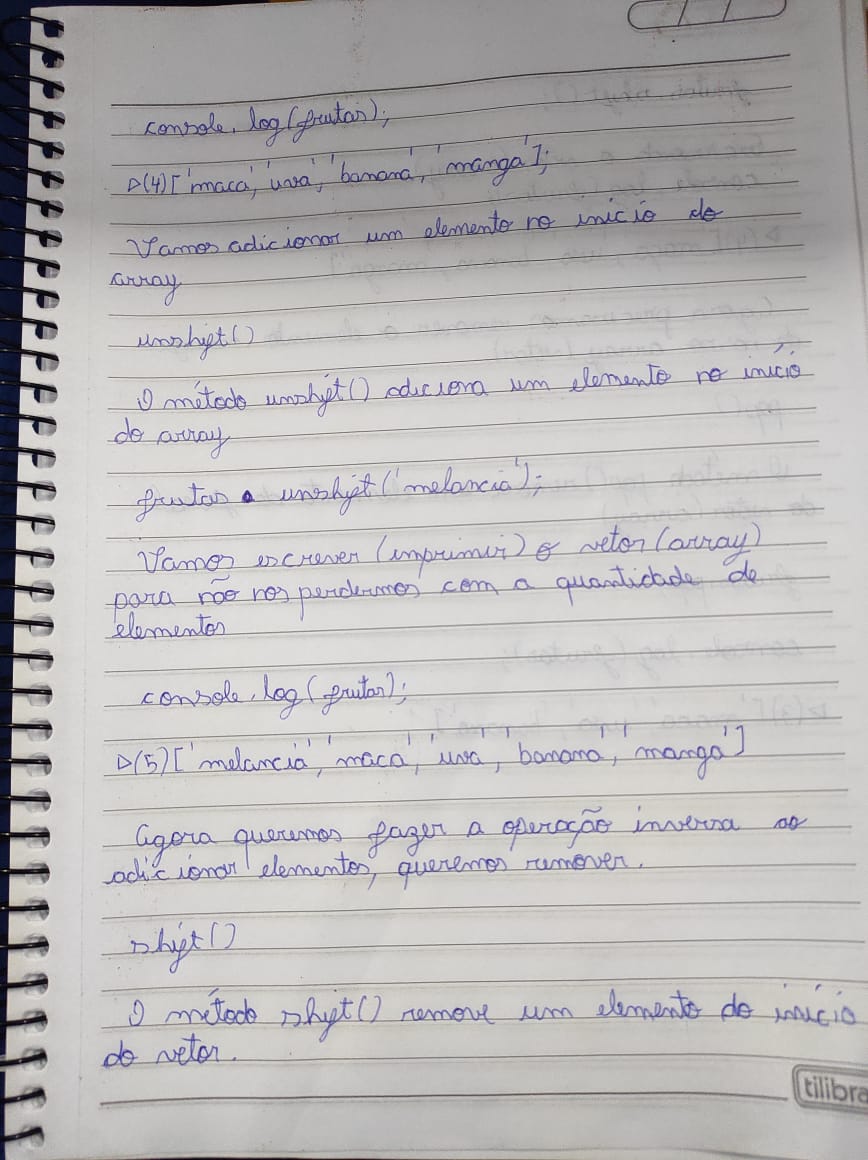 console.log(frutas);
▷(4)['maca', 'uva', 'banana', 'manga'];
Vamos adicionar um elemento no inicio do
array
unshift()
O método unshift() adiciona um elemento no início
do array
frutas.unshift('melancia');
Vamos escrever (imprimir) o vetor (array)
para não nos perdermos com a quantidade de
elementos
console.log(frutas);
▷(5)['melancia', 'maca', 'uva', 'banana', 'manga']
Agora queremos fazer a operação inversa ao
adicionar elementos, queremos remover.
shift()
O método shift() remove um elemento do início
do vetor.
tilibra